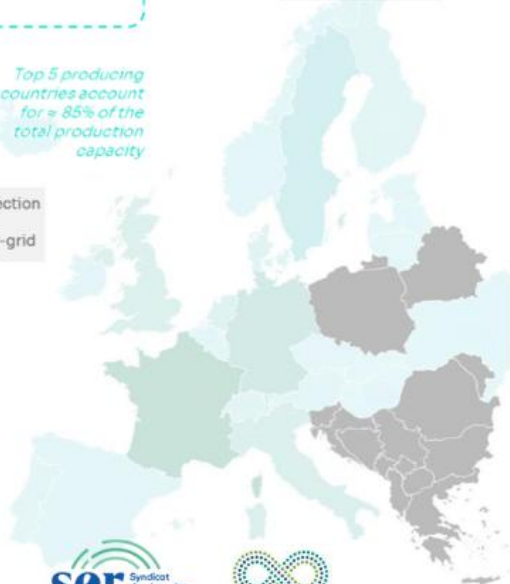 Top 5 producing
countries account
for ≈ 85% of the
total production
capacity
ection
-grid
ser Syndicat